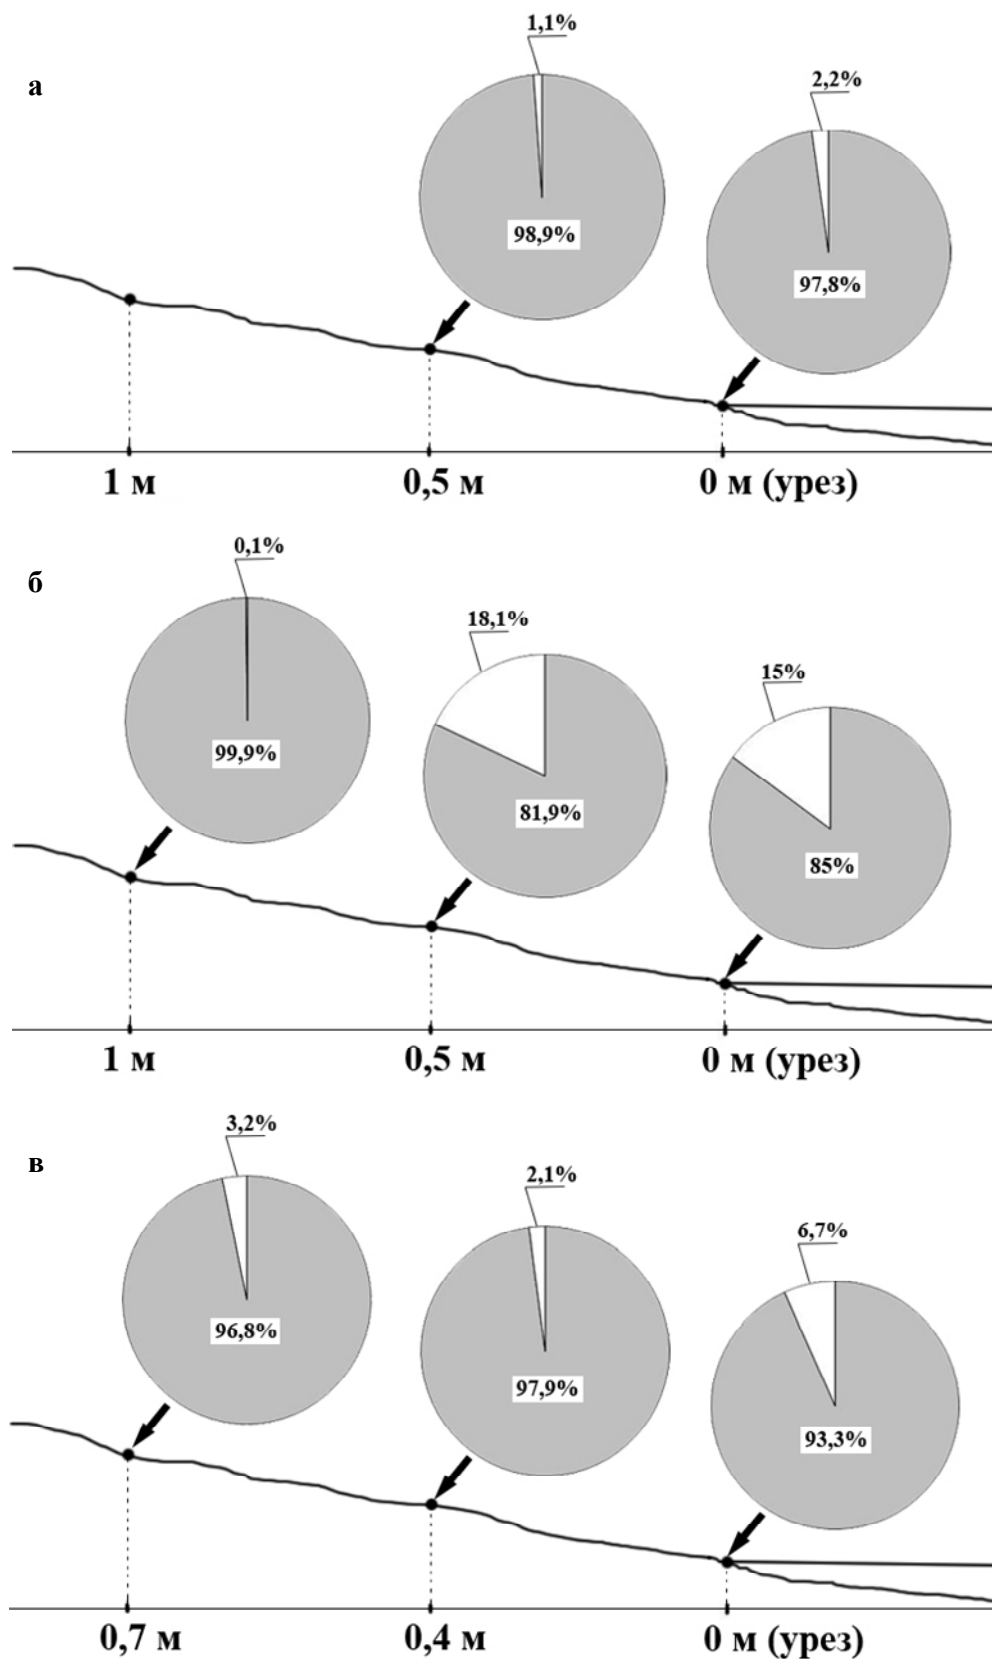 а
1,1%
2,2%
98,9%
97,8%
1 м
0,5 м
0 м (урез)
б
0,1%
18,1%
15%
99,9%
81,9%
85%
1 м
0,5 м
0 м (урез)
в
3,2%
2,1%
6,7%
96,8%
97,9%
93,3%
0,7 м
0,4 м
0 м (урез)